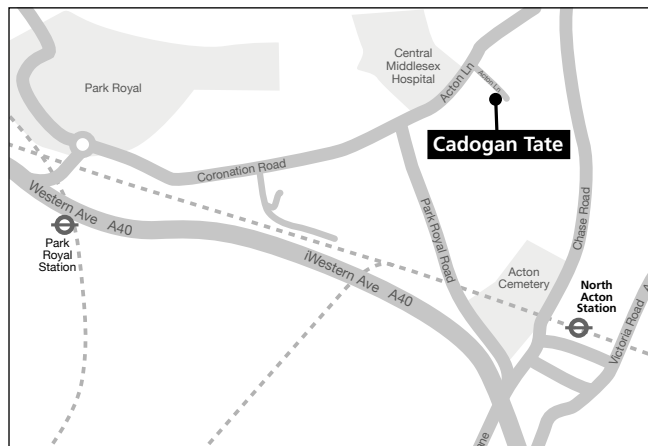 Park Royal
Central
Middlesex
Hospital
Acton Ln
Acton Ln
Cadogan Tate
Coronation Road
Western Ave A40
Park
Royal
Station
iWestern Ave A40
Park Royal Road
Chase Road
Acton
Cemetery
North
Acton
Station
Victoria Road